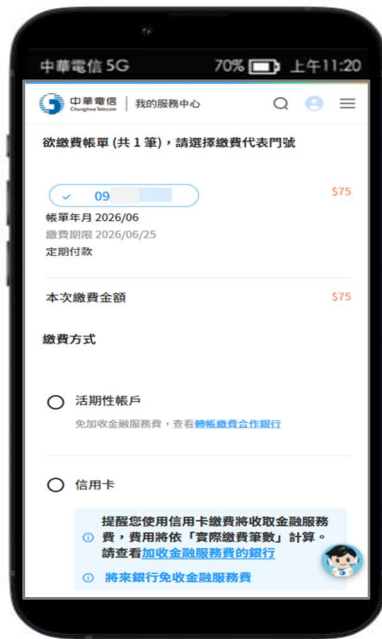 中華電信 5G 70% 上午11:20
中華電信 Chunghwa Telecom 我的服務中心
欲繳費帳單 (共 1 筆)，請選擇繳費代表門號
09 $75
帳單年月 2026/06
繳費期限 2026/06/25
定期付款
本次繳費金額 $75
繳費方式
活期性帳戶
免加收金融服務費，查看轉帳繳費合作銀行
信用卡
提醒您使用信用卡繳費將收取金融服務
費，費用將依「實際繳費筆數」計算。
請查看加收金融服務費的銀行
將來銀行免收金融服務費